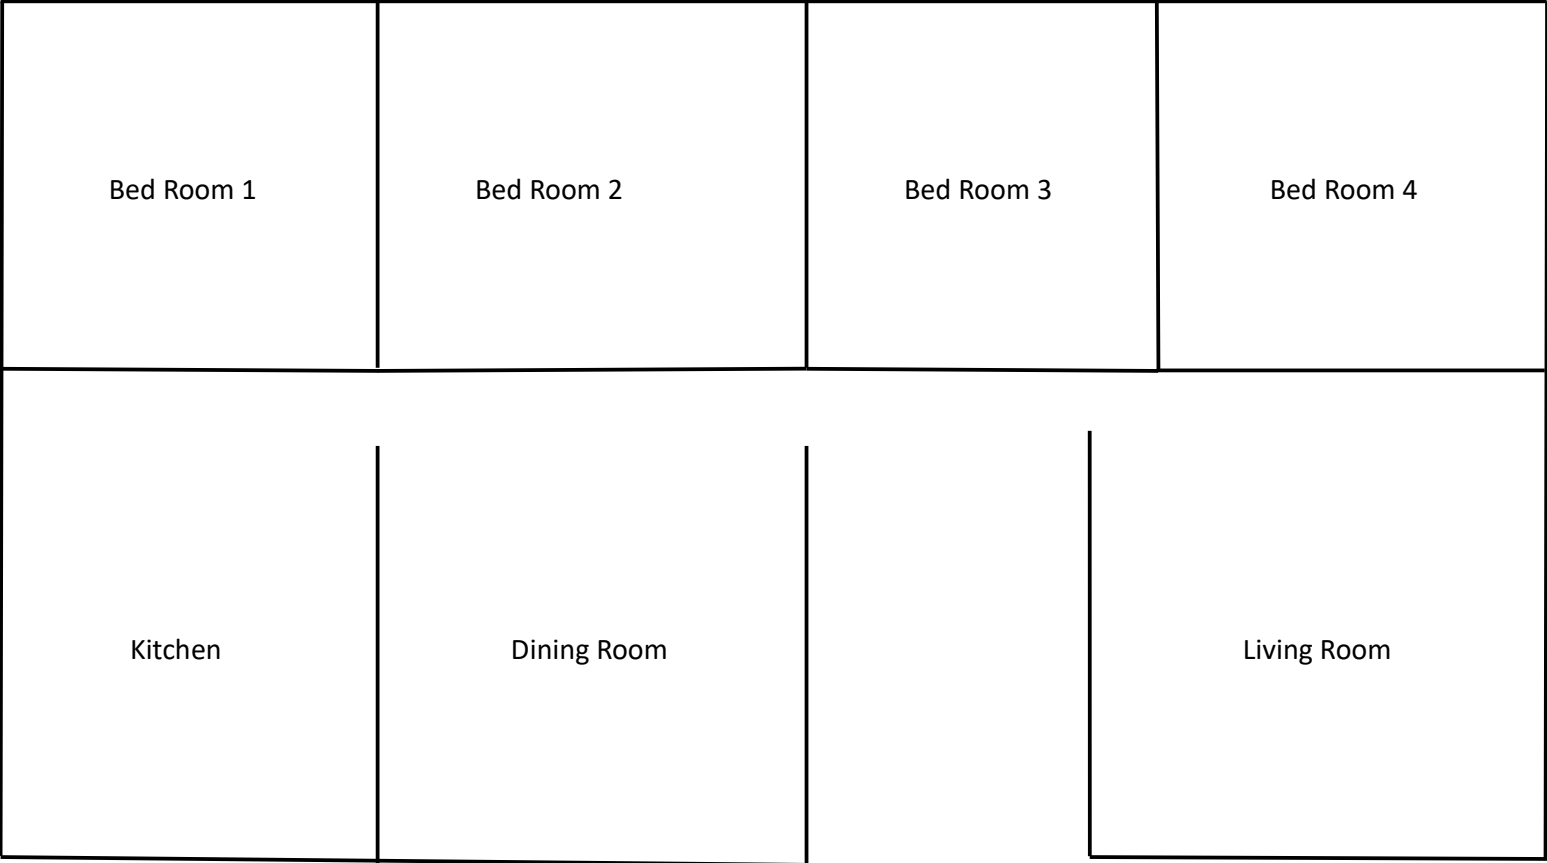 Bed Room 1
Bed Room 2
Bed Room 3
Bed Room 4
Kitchen
Dining Room
Living Room